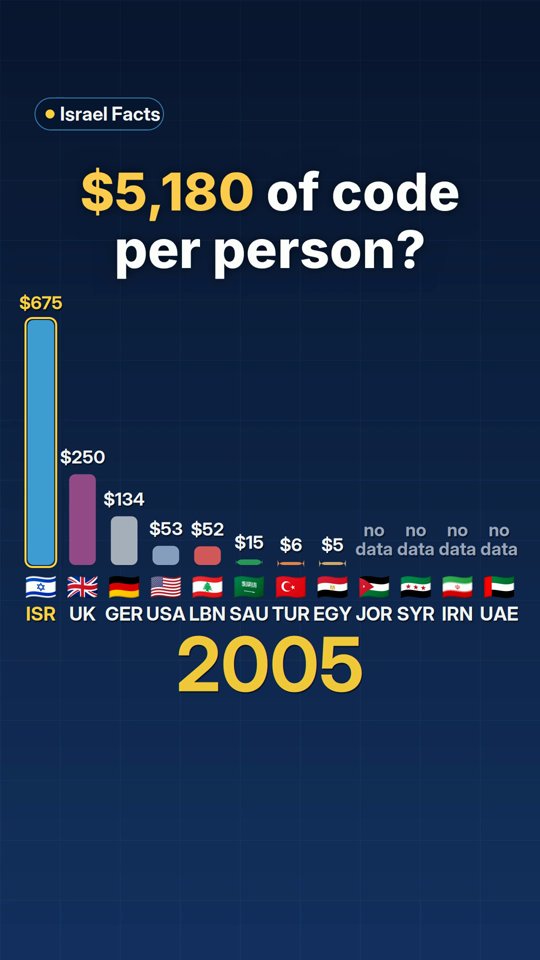 Israel Facts
$5,180 of code
per person?
$675
$250
$134
$53
$52
$15
$6
$5
no data
no data
no data
no data
ISR UK GER USA LBN SAU TUR EGY JOR SYR IRN UAE
2005